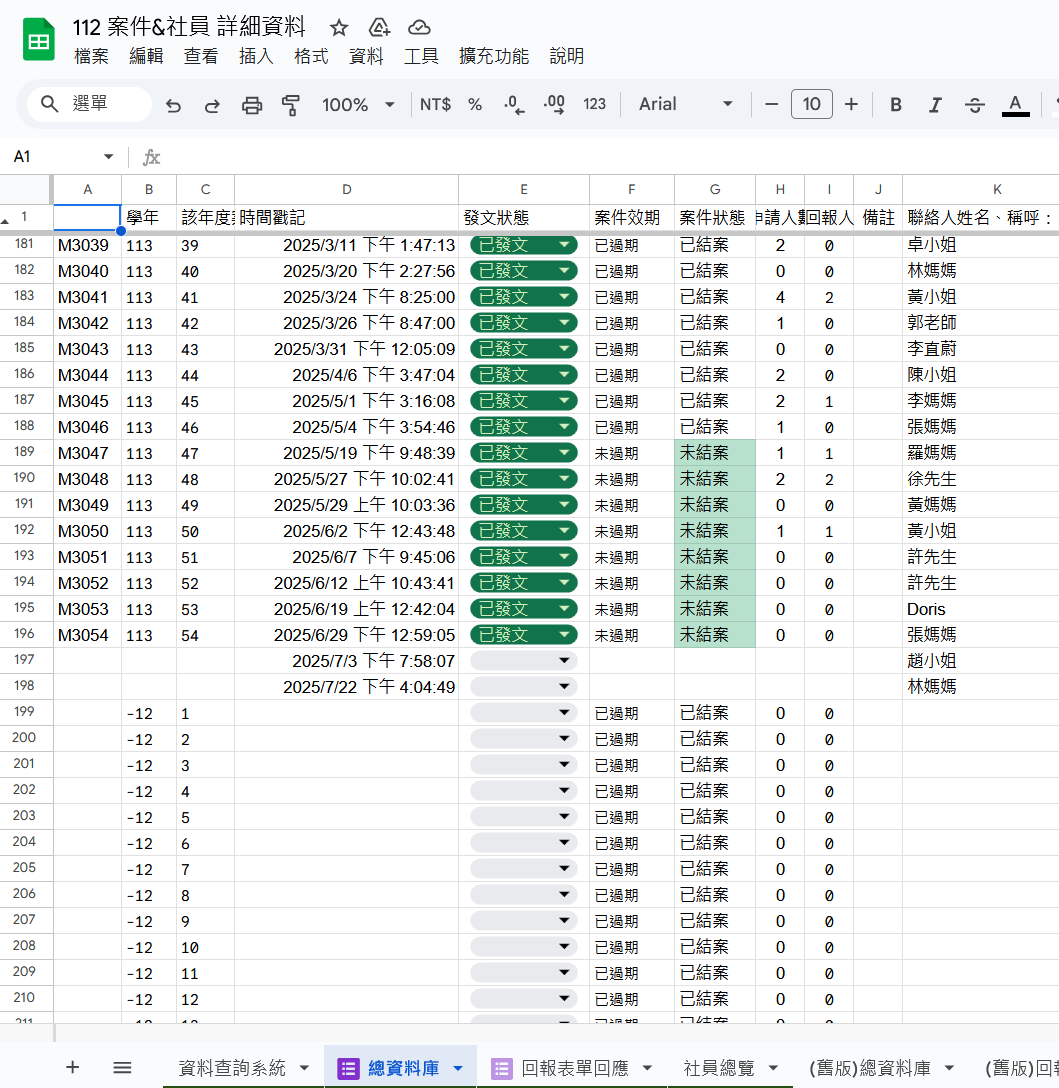 112 案件&社員 詳細資料
檔案 編輯 查看 插入 格式 資料 工具 擴充功能 說明
選單 100% NT$ % .0 .00 123 Arial 10 B I S A
A1 fx
A B C D E F G H I J K
1 學年 該年度 時間戳記 發文狀態 案件效期 案件狀態 申請人數 回報人 備註 聯絡人姓名、稱呼：
181 M3039 113 39 2025/3/11 下午 1:47:13 已發文 已過期 已結案 2 0 卓小姐
182 M3040 113 40 2025/3/20 下午 2:27:56 已發文 已過期 已結案 0 0 林媽媽
183 M3041 113 41 2025/3/24 下午 8:25:00 已發文 已過期 已結案 4 2 黃小姐
184 M3042 113 42 2025/3/26 下午 8:47:00 已發文 已過期 已結案 1 0 郭老師
185 M3043 113 43 2025/3/31 下午 12:05:09 已發文 已過期 已結案 0 0 李直蔚
186 M3044 113 44 2025/4/6 下午 3:47:04 已發文 已過期 已結案 2 0 陳小姐
187 M3045 113 45 2025/5/1 下午 3:16:08 已發文 已過期 已結案 2 1 李媽媽
188 M3046 113 46 2025/5/4 下午 3:54:46 已發文 已過期 已結案 1 0 張媽媽
189 M3047 113 47 2025/5/19 下午 9:48:39 已發文 未過期 未結案 1 1 羅媽媽
190 M3048 113 48 2025/5/27 下午 10:02:41 已發文 未過期 未結案 2 2 徐先生
191 M3049 113 49 2025/5/29 上午 10:03:36 已發文 未過期 未結案 0 0 黃媽媽
192 M3050 113 50 2025/6/2 下午 12:43:48 已發文 未過期 未結案 1 1 黃小姐
193 M3051 113 51 2025/6/7 下午 9:45:06 已發文 未過期 未結案 0 0 許先生
194 M3052 113 52 2025/6/12 上午 10:43:41 已發文 未過期 未結案 0 0 許先生
195 M3053 113 53 2025/6/19 上午 12:42:04 已發文 未過期 未結案 0 0 Doris
196 M3054 113 54 2025/6/29 下午 12:59:05 已發文 未過期 未結案 0 0 張媽媽
197 2025/7/3 下午 7:58:07 趙小姐
198 2025/7/22 下午 4:04:49 林媽媽
199 -12 1 已過期 已結案 0 0
200 -12 2 已過期 已結案 0 0
201 -12 3 已過期 已結案 0 0
202 -12 4 已過期 已結案 0 0
203 -12 5 已過期 已結案 0 0
204 -12 6 已過期 已結案 0 0
205 -12 7 已過期 已結案 0 0
206 -12 8 已過期 已結案 0 0
207 -12 9 已過期 已結案 0 0
208 -12 10 已過期 已結案 0 0
209 -12 11 已過期 已結案 0 0
210 -12 12 已過期 已結案 0 0
資料查詢系統 總資料庫 回報表單回應 社員總覽 (舊版)總資料庫 (舊版)回